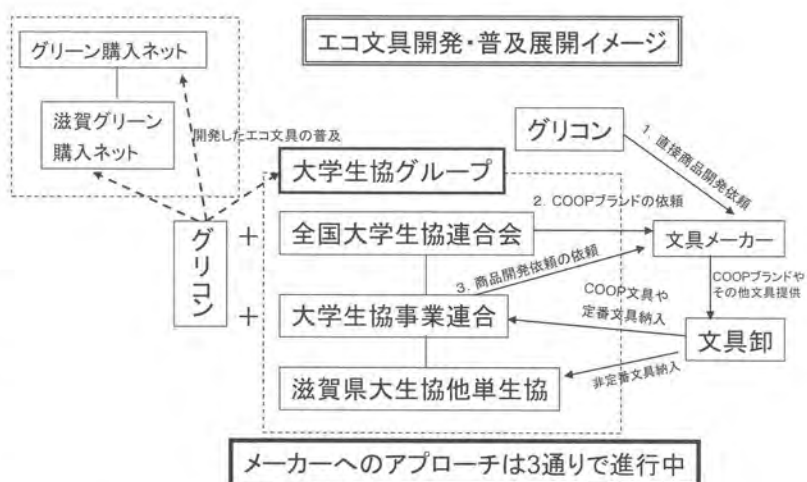 エコ文具開発・普及展開イメージ
グリーン購入ネット
滋賀グリーン
購入ネット
開発したエコ文具の普及
グリコン
1. 直接商品開発依頼
大学生協グループ
2. COOPブランドの依頼
グリコン
+
全国大学生協連合会
文具メーカー
3. 商品開発依頼の依頼
COOPブランドや
その他文具提供
COOP文具や
定番文具納入
+
大学生協事業連合
文具卸
非定番文具納入
滋賀県大生協他単生協
メーカーへのアプローチは3通りで進行中